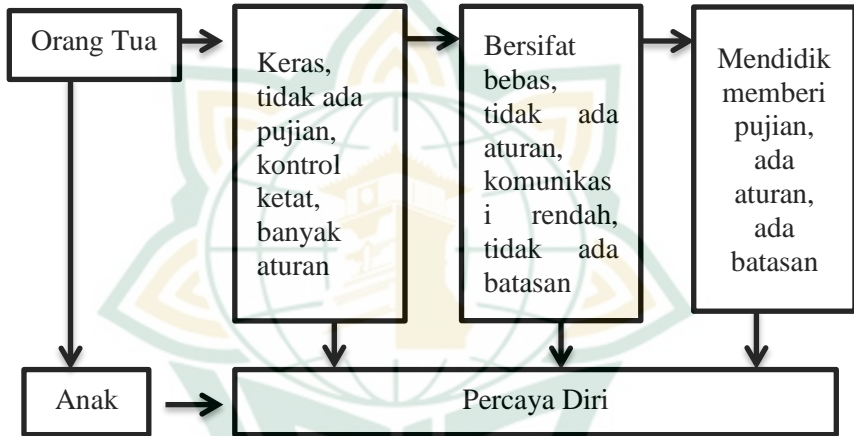 Orang Tua
Keras,
tidak ada
pujian,
kontrol
ketat,
banyak
aturan
Bersifat
bebas,
tidak ada
aturan,
komunikas
i rendah,
tidak ada
batasan
Mendidik
memberi
pujian,
ada
aturan,
ada
batasan
Anak
Percaya Diri